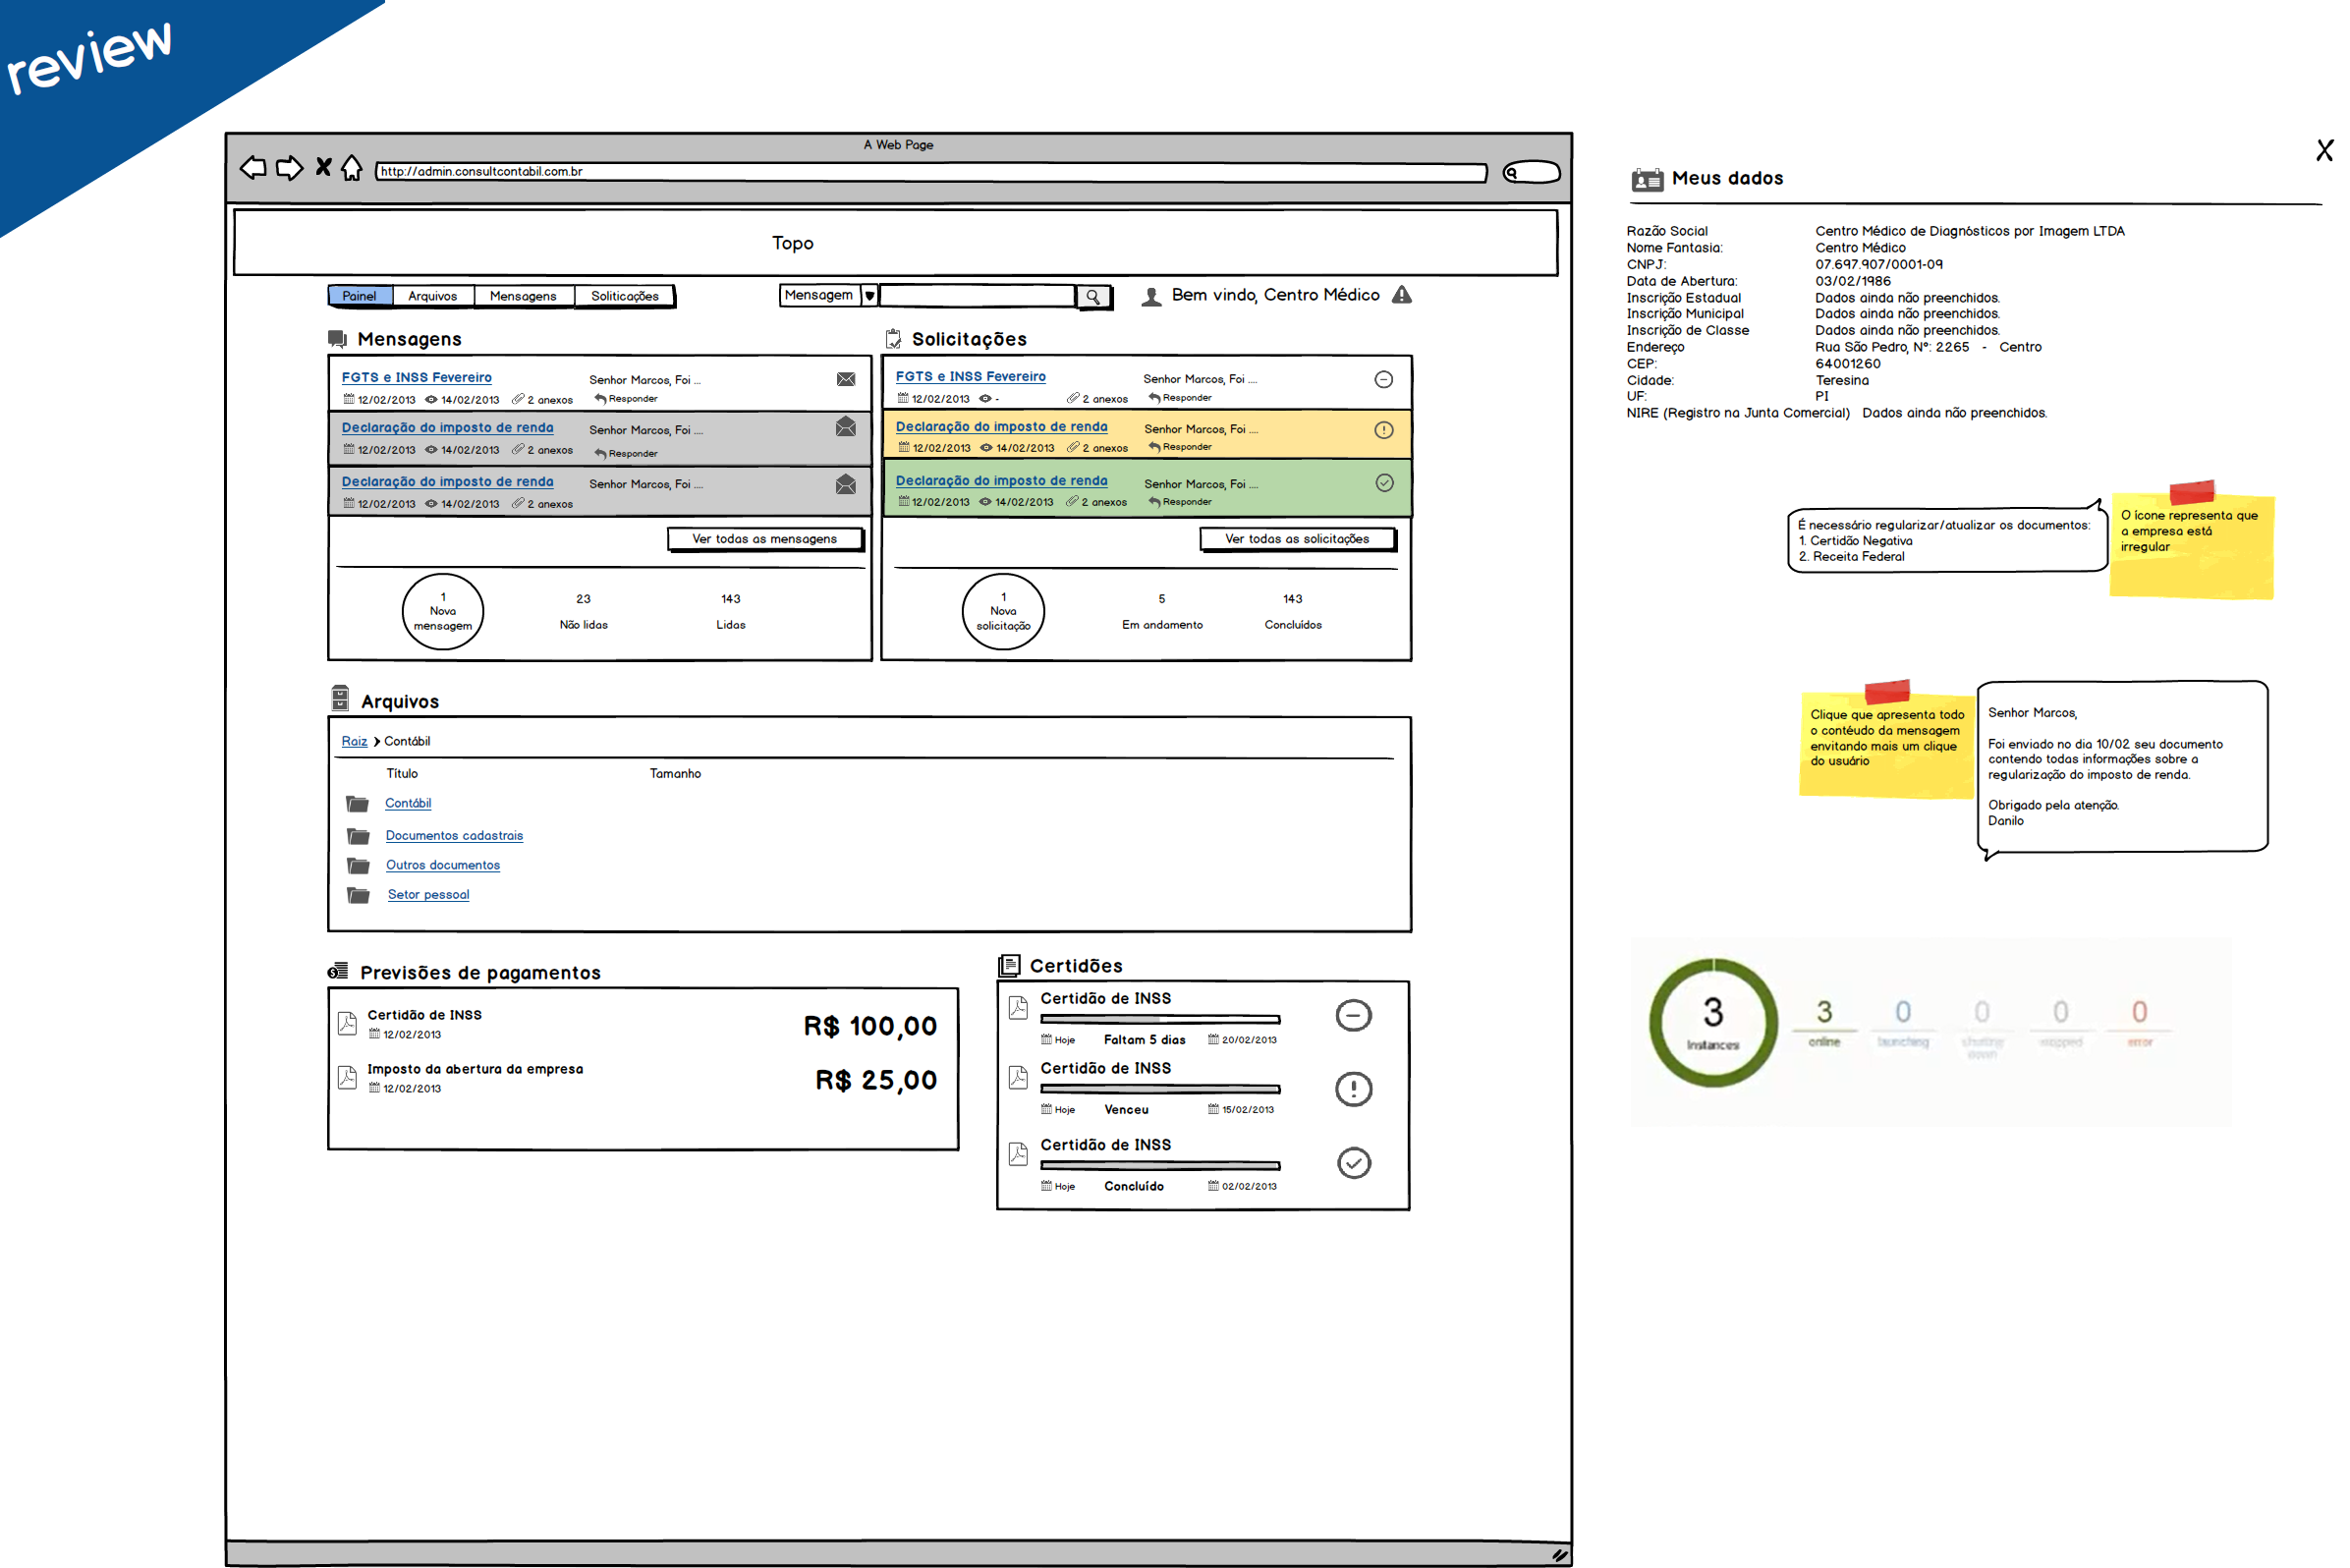 review
A Web Page
http://admin.consultcontabil.com.br
Topo
Painel Arquivos Mensagens Soliticações
Mensagem
Bem vindo, Centro Médico
Mensagens
FGTS e INSS Fevereiro Senhor Marcos, Foi ...
12/02/2013 14/02/2013 2 anexos Responder
Declaração do imposto de renda Senhor Marcos, Foi ....
12/02/2013 14/02/2013 2 anexos Responder
Declaração do imposto de renda Senhor Marcos, Foi ....
12/02/2013 14/02/2013 2 anexos
Ver todas as mensagens
1 Nova mensagem
23 Não lidas
143 Lidas
Solicitações
FGTS e INSS Fevereiro Senhor Marcos, Foi ....
12/02/2013 - 2 anexos Responder
Declaração do imposto de renda Senhor Marcos, Foi ....
12/02/2013 14/02/2013 2 anexos Responder
Declaração do imposto de renda Senhor Marcos, Foi ....
12/02/2013 14/02/2013 2 anexos Responder
Ver todas as solicitações
1 Nova solicitação
5 Em andamento
143 Concluídos
Arquivos
Raiz Contábil
Título Tamanho
Contábil
Documentos cadastrais
Outros documentos
Setor pessoal
Previsões de pagamentos
Certidão de INSS R$ 100,00
12/02/2013
Imposto da abertura da empresa R$ 25,00
12/02/2013
Certidões
Certidão de INSS
Hoje Faltam 5 dias 20/02/2013
Certidão de INSS
Hoje Venceu 15/02/2013
Certidão de INSS
Hoje Concluído 02/02/2013
X
Meus dados
Razão Social Centro Médico de Diagnósticos por Imagem LTDA
Nome Fantasia: Centro Médico
CNPJ: 07.697.907/0001-09
Data de Abertura: 03/02/1986
Inscrição Estadual Dados ainda não preenchidos.
Inscrição Municipal Dados ainda não preenchidos.
Inscrição de Classe Dados ainda não preenchidos.
Endereço Rua São Pedro, Nº: 2265 - Centro
CEP: 64001260
Cidade: Teresina
UF: PI
NIRE (Registro na Junta Comercial) Dados ainda não preenchidos.
É necessário regularizar/atualizar os documentos:
1. Certidão Negativa
2. Receita Federal
O ícone representa que
a empresa está
irregular
Clique que apresenta todo
o contéudo da mensagem
envitando mais um clique
do usuário
Senhor Marcos,
Foi enviado no dia 10/02 seu documento
contendo todas informações sobre a
regularização do imposto de renda.
Obrigado pela atenção.
Danilo
3 Instances
3 online
0 launching
0 shutting down
0 stopped
0 error